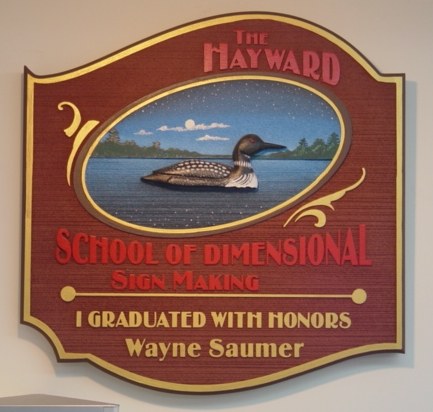 THE
HAYWARD
SCHOOL OF DIMENSIONAL
SIGN MAKING
I GRADUATED WITH HONORS
Wayne Saumer